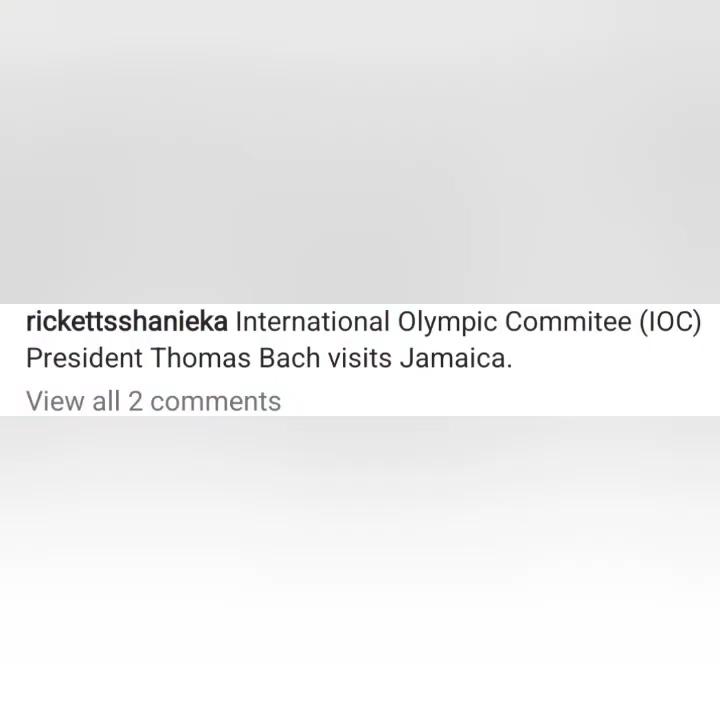 rickettsshanieka International Olympic Commitee (IOC)
President Thomas Bach visits Jamaica.
View all 2 comments